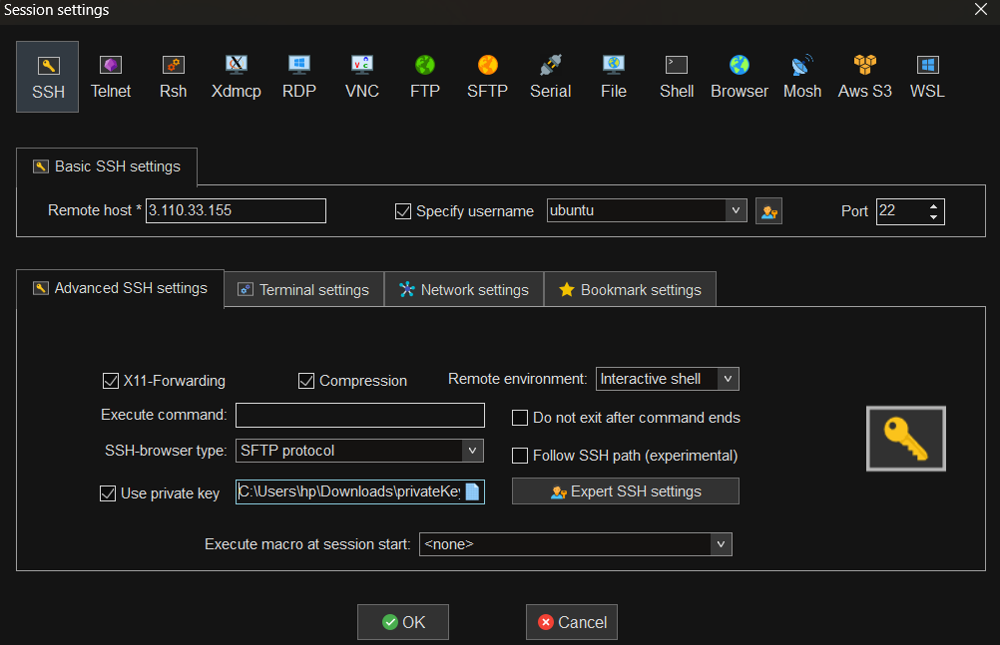 Session settings
SSH Telnet Rsh Xdmcp RDP VNC FTP SFTP Serial File Shell Browser Mosh Aws S3 WSL
Basic SSH settings
Remote host * 3.110.33.155 Specify username ubuntu Port 22
Advanced SSH settings Terminal settings Network settings Bookmark settings
X11-Forwarding Compression Remote environment: Interactive shell
Execute command: Do not exit after command ends
SSH-browser type: SFTP protocol Follow SSH path (experimental)
Use private key C:\Users\hp\Downloads\privateKey Expert SSH settings
Execute macro at session start: <none>
OK Cancel